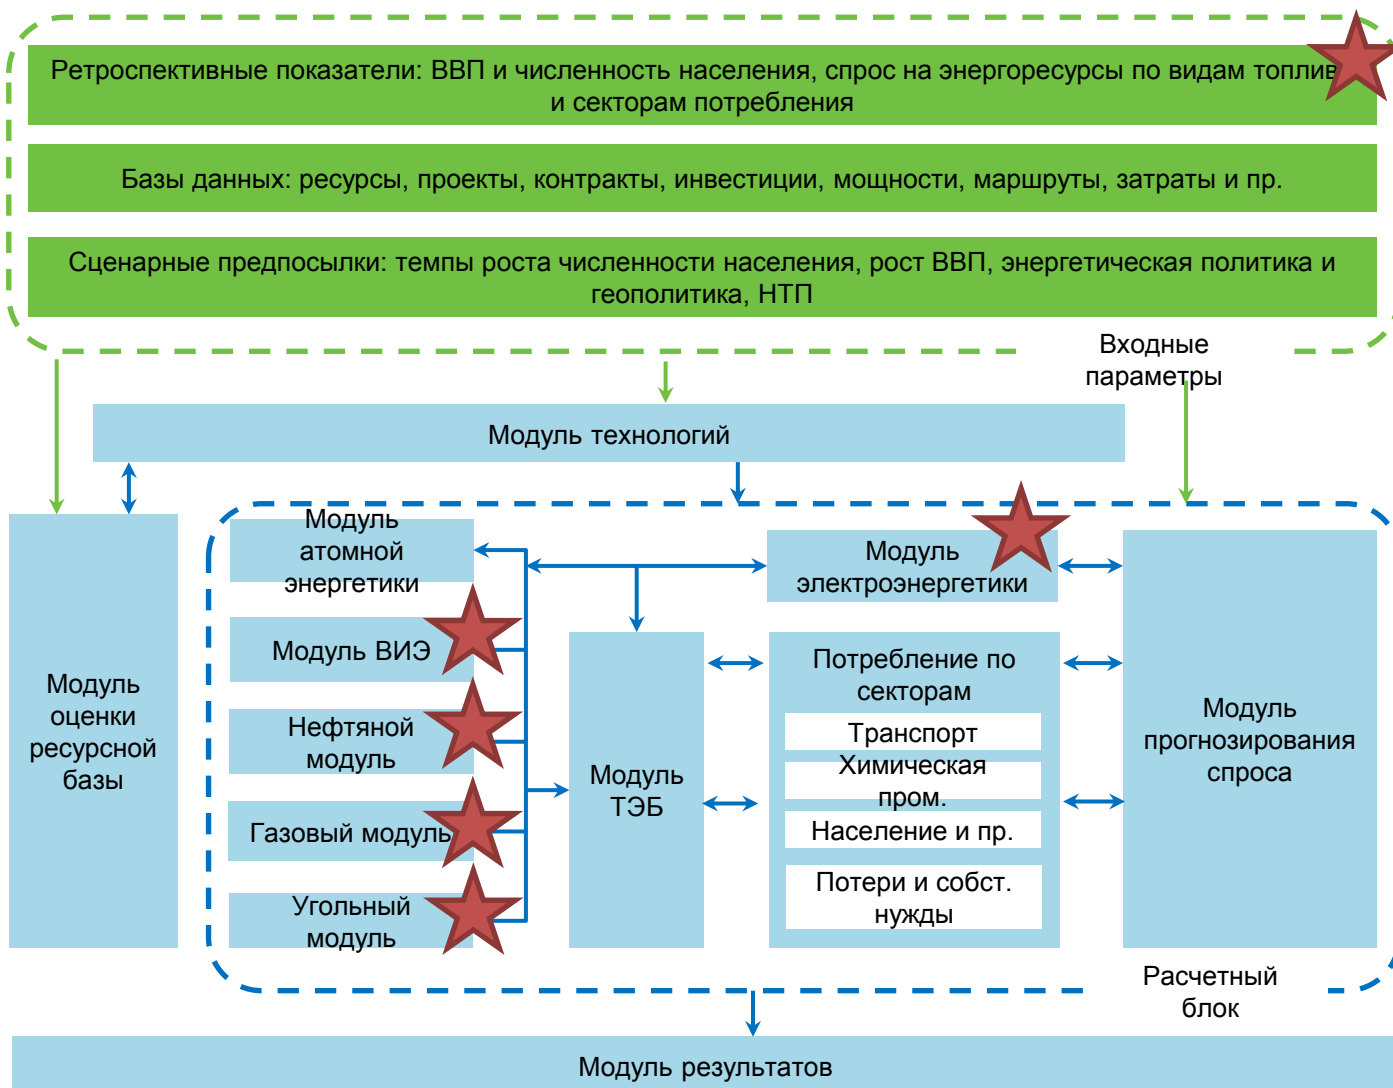 Ретроспективные показатели: ВВП и численность населения, спрос на энергоресурсы по видам топлив
и секторам потребления
Базы данных: ресурсы, проекты, контракты, инвестиции, мощности, маршруты, затраты и пр.
Сценарные предпосылки: темпы роста численности населения, рост ВВП, энергетическая политика и
геополитика, НТП
Входные
параметры
Модуль технологий
Модуль
оценки
ресурсной
базы
Модуль
атомной
энергетики
Модуль ВИЭ
Нефтяной
модуль
Газовый модуль
Угольный
модуль
Модуль
ТЭБ
Модуль
электроэнергетики
Потребление по
секторам
Транспорт
Химическая
пром.
Население и пр.
Потери и собст.
нужды
Модуль
прогнозирования
спроса
Расчетный
блок
Модуль результатов